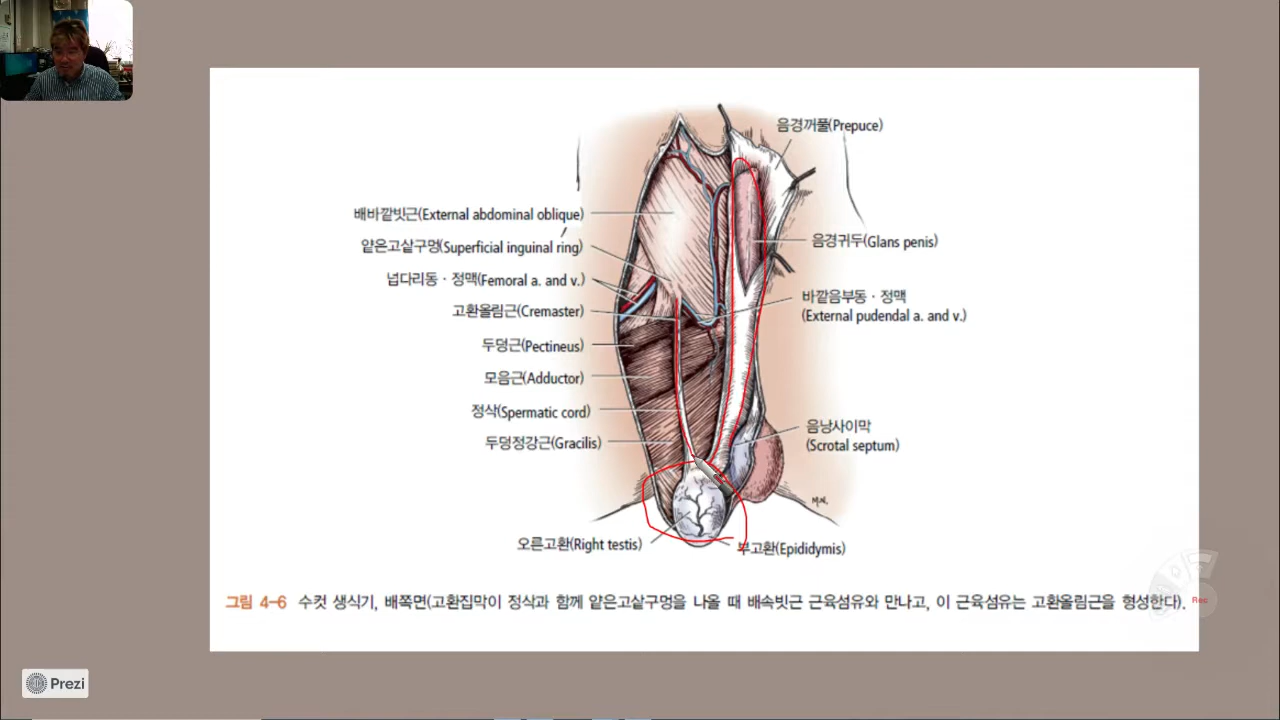 음경꺼풀(Prepuce)
배바깥빗근(External abdominal oblique)
얕은고샅구멍(Superficial inguinal ring)
음경귀두(Glans penis)
넙다리동 · 정맥(Femoral a. and v.)
바깥음부동 · 정맥
(External pudendal a. and v.)
고환올림근(Cremaster)
두덩근(Pectineus)
모음근(Adductor)
정삭(Spermatic cord)
음낭사이막
(Scrotal septum)
두덩정강근(Gracilis)
M.N.
오른고환(Right testis)
부고환(Epididymis)
그림 4-6 수컷 생식기, 배쪽면(고환집막이 정삭과 함께 얕은고샅구멍을 나올 때 배속빗근 근육섬유와 만나고, 이 근육섬유는 고환올림근을 형성한다).
Rec
Prezi